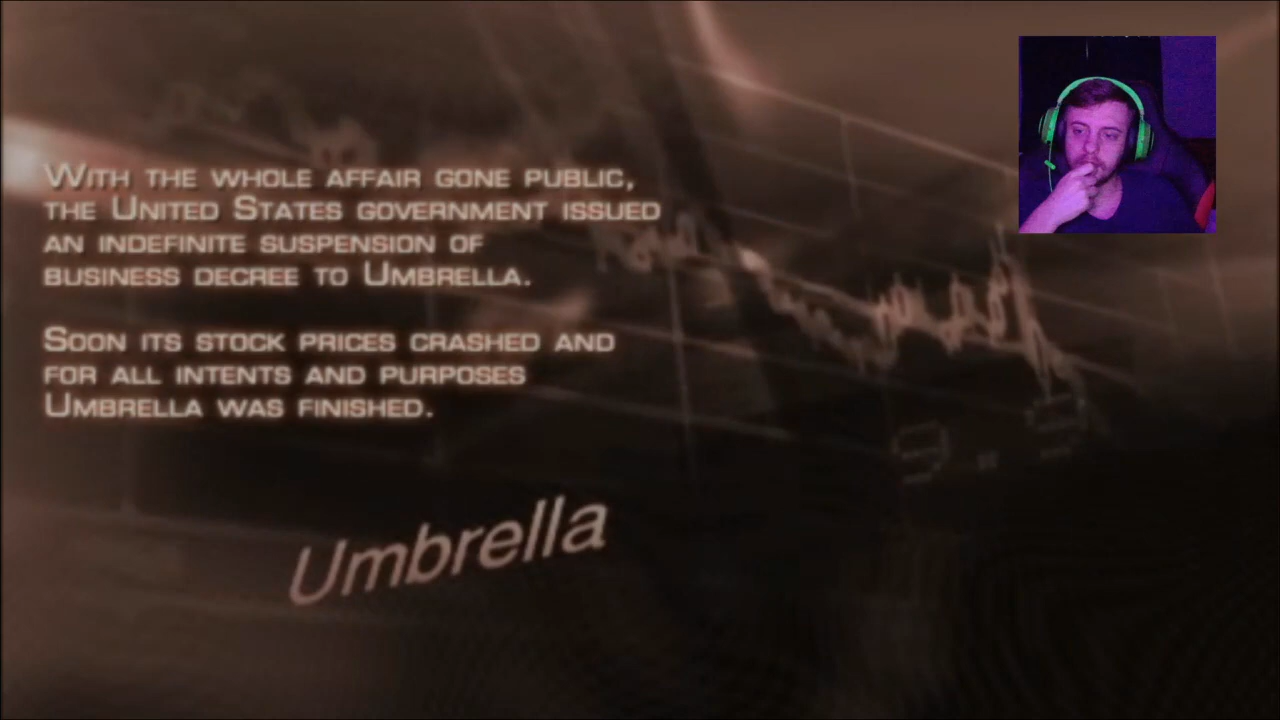 With the whole affair gone public,
the United States government issued
an indefinite suspension of
business decree to Umbrella.
Soon its stock prices crashed and
for all intents and purposes
Umbrella was finished.
Umbrella